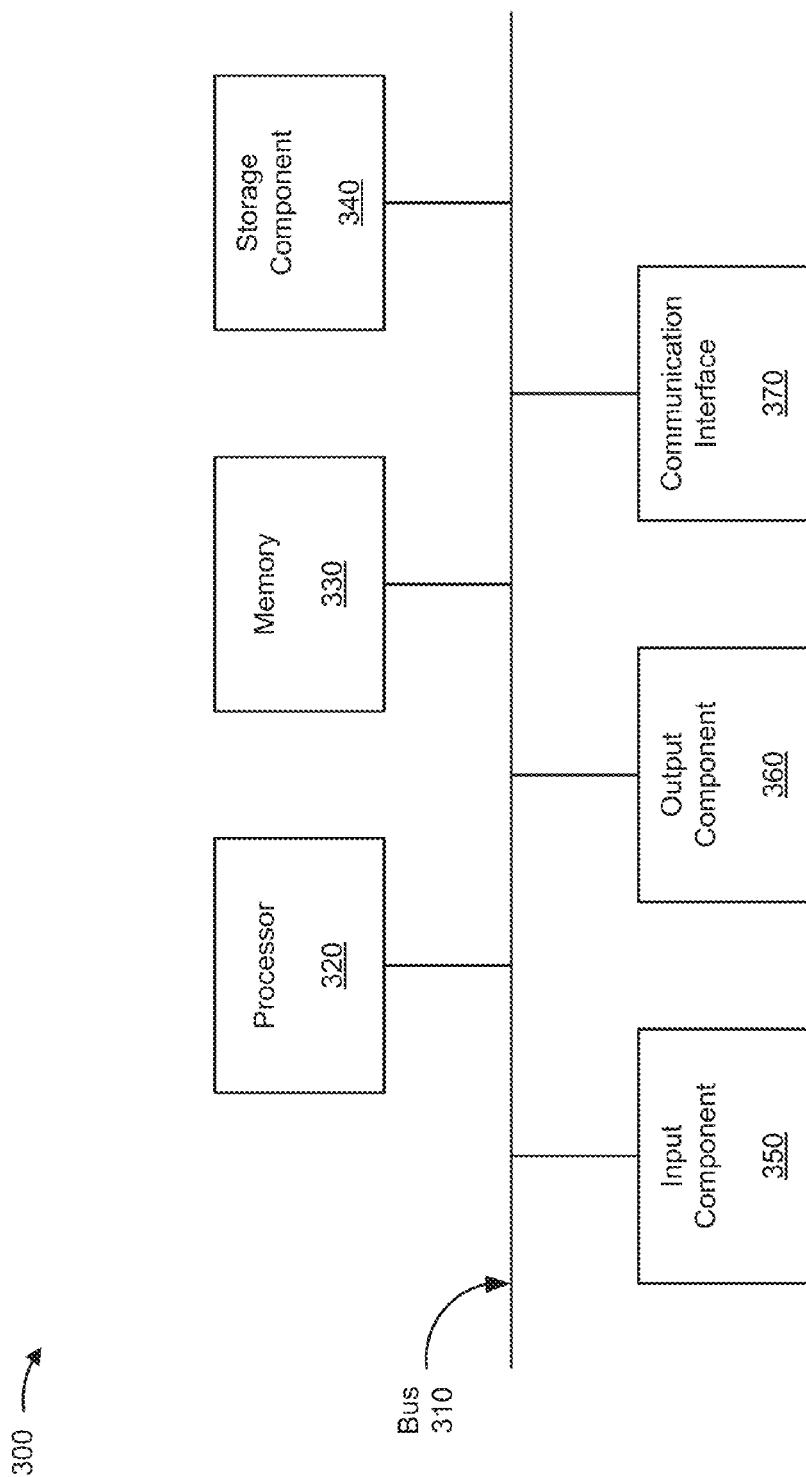 300
Processor
320
Memory
330
Storage
Component
340
Bus
310
Input
Component
350
Output
Component
360
Communication
Interface
370